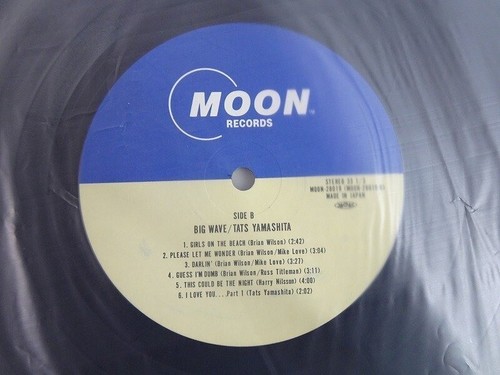 MOON
RECORDS
STEREO 33 1/3
MADE IN JAPAN
SIDE B
BIG WAVE/TATS YAMASHITA
1. GIRLS ON THE BEACH (Brian Wilson) (2:42)
2. PLEASE LET ME WONDER (Brian Wilson/Mike Love) (3:04)
3. DARLIN' (Brian Wilson/Mike Love) (3:27)
4. GUESS I'M DUMB (Brian Wilson/Russ Titleman) (3:11)
5. THIS COULD BE THE NIGHT (Harry Nilsson) (4:00)
6. I LOVE YOU....Part I (Tats Yamashita) (2:02)